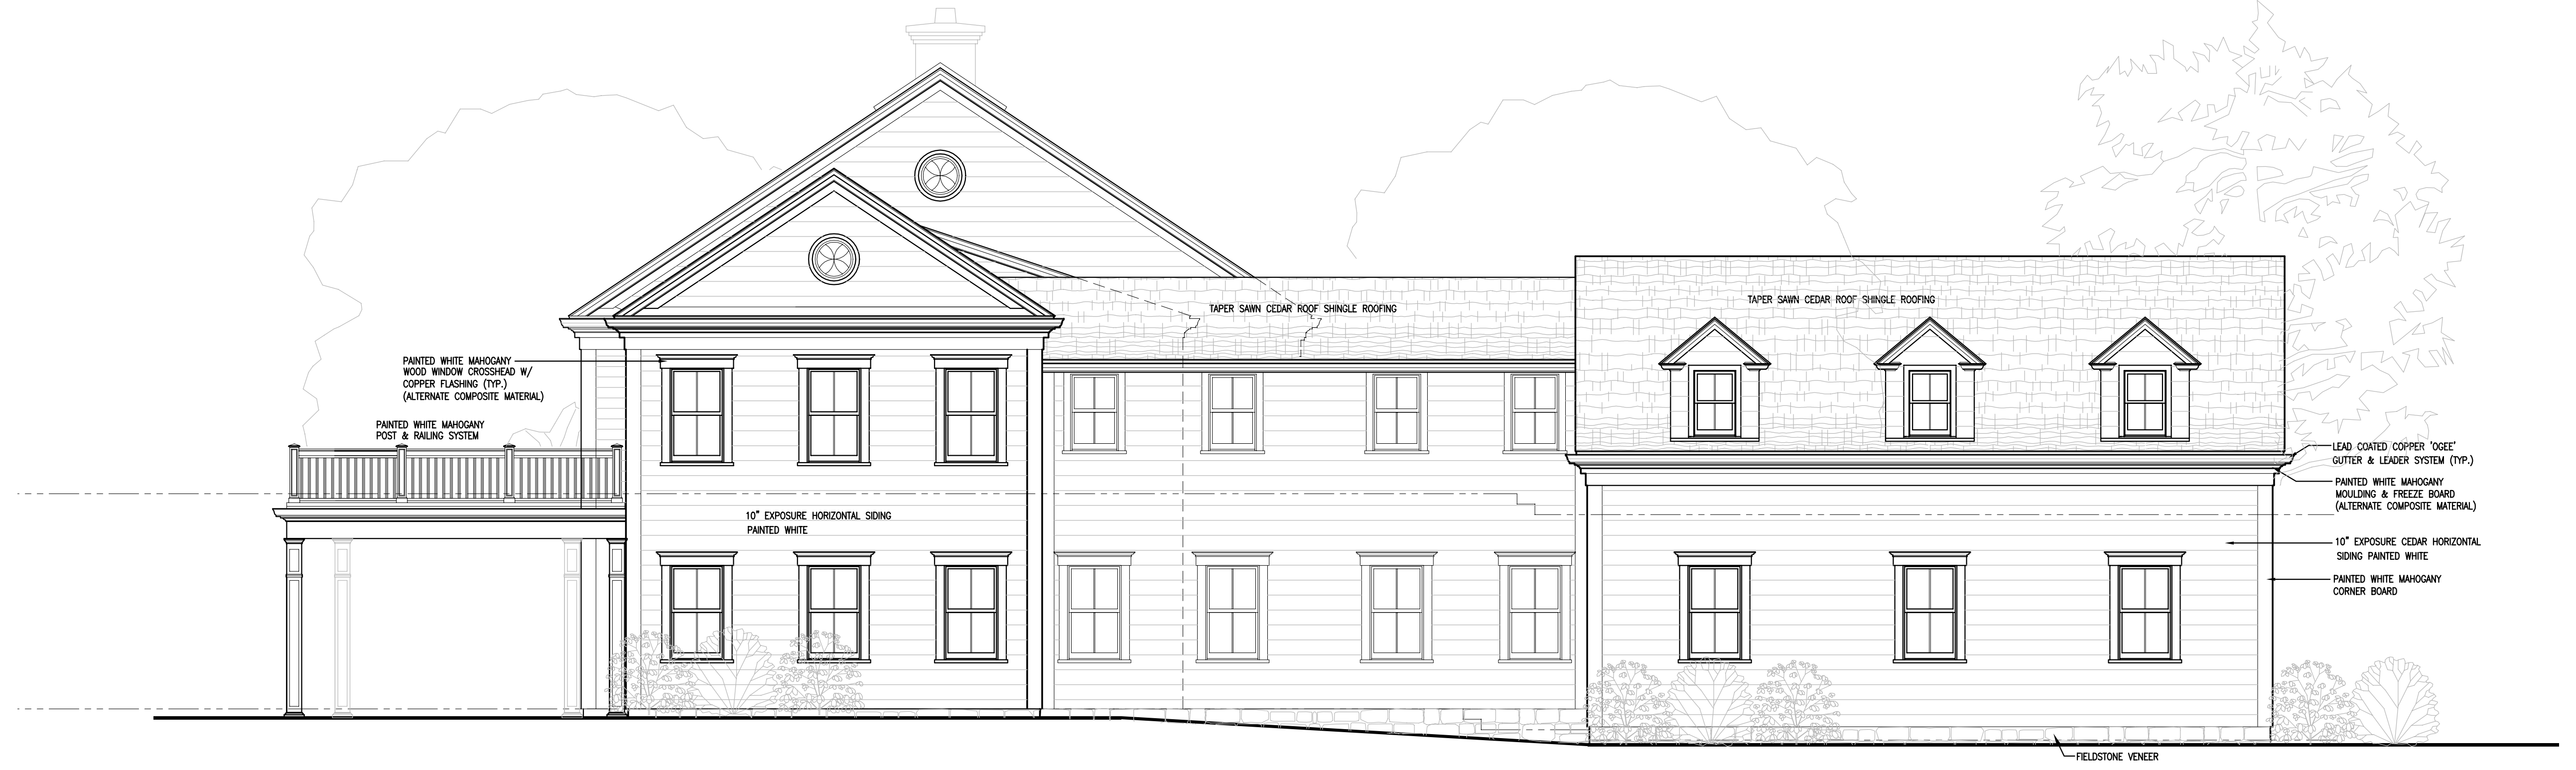 TAPER SAWN CEDAR ROOF SHINGLE ROOFING
TAPER SAWN CEDAR ROOF SHINGLE ROOFING
PAINTED WHITE MAHOGANY
WOOD WINDOW CROSSHEAD W/
COPPER FLASHING (TYP.)
(ALTERNATE COMPOSITE MATERIAL)
PAINTED WHITE MAHOGANY
POST & RAILING SYSTEM
10" EXPOSURE HORIZONTAL SIDING
PAINTED WHITE
LEAD COATED COPPER 'OGEE'
GUTTER & LEADER SYSTEM (TYP.)
PAINTED WHITE MAHOGANY
MOULDING & FREEZE BOARD
(ALTERNATE COMPOSITE MATERIAL)
10" EXPOSURE CEDAR HORIZONTAL
SIDING PAINTED WHITE
PAINTED WHITE MAHOGANY
CORNER BOARD
FIELDSTONE VENEER